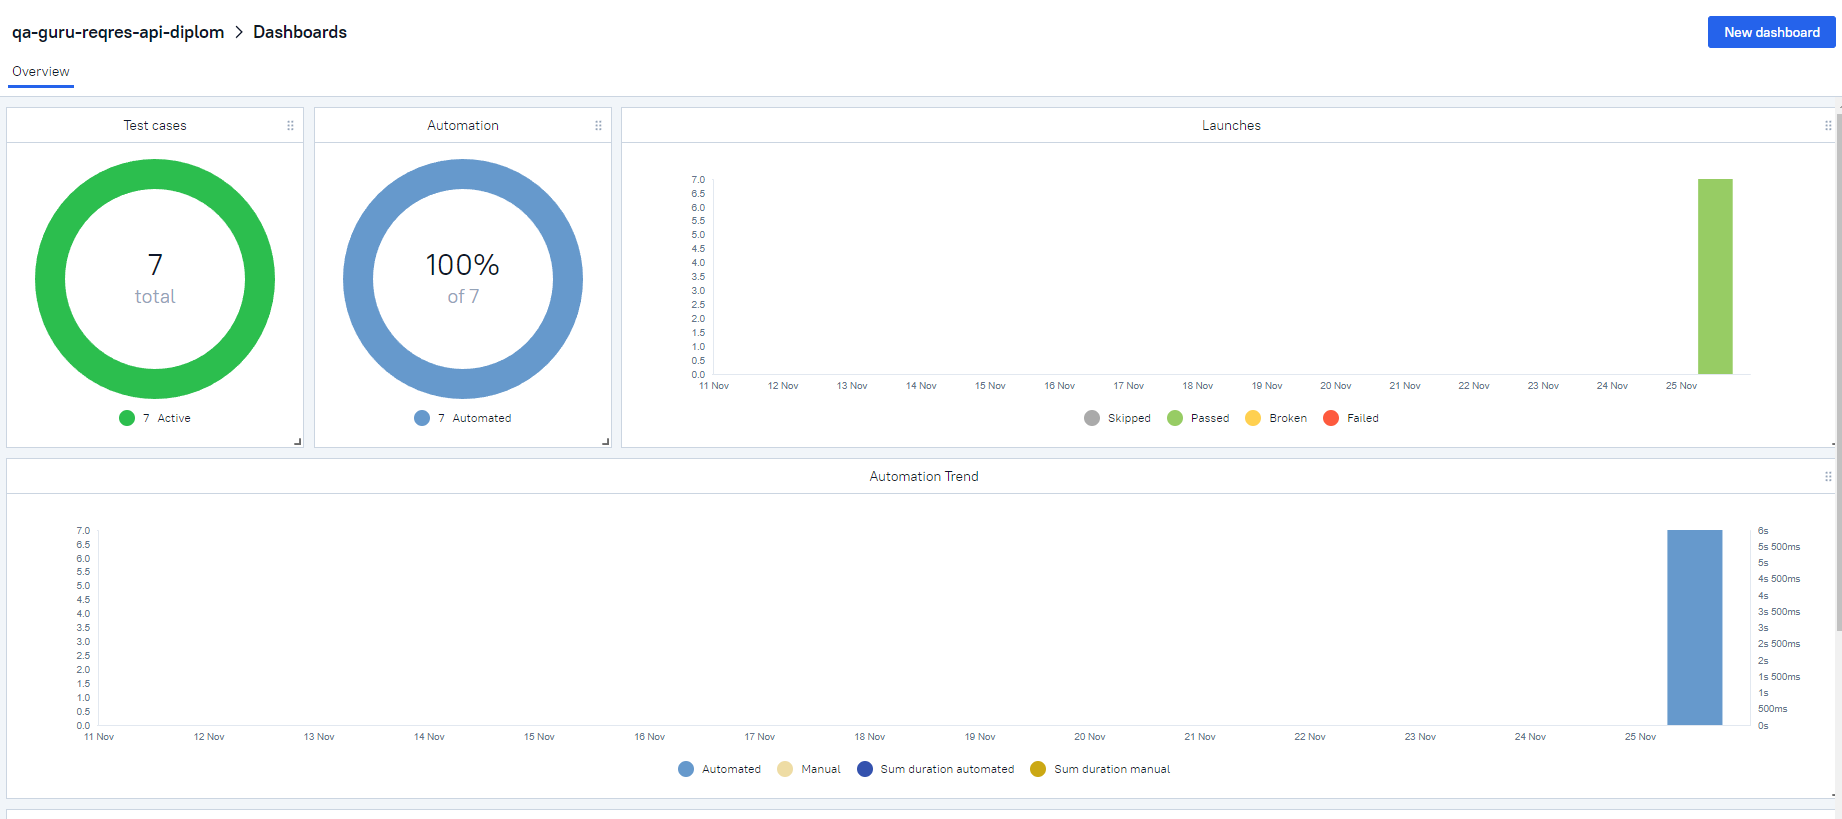 qa-guru-reqres-api-diplom > Dashboards
New dashboard
Overview
Test cases
7
total
7 Active
Automation
100%
of 7
7 Automated
Launches
7.0
6.5
6.0
5.5
5.0
4.5
4.0
3.5
3.0
2.5
2.0
1.5
1.0
0.5
0.0
11 Nov 12 Nov 13 Nov 14 Nov 15 Nov 16 Nov 17 Nov 18 Nov 19 Nov 20 Nov 21 Nov 22 Nov 23 Nov 24 Nov 25 Nov
Skipped Passed Broken Failed
Automation Trend
7.0
6.5
6.0
5.5
5.0
4.5
4.0
3.5
3.0
2.5
2.0
1.5
1.0
0.5
0.0
6s
5s 500ms
5s
4s 500ms
4s
3s 500ms
3s
2s 500ms
2s
1s 500ms
1s
500ms
0s
11 Nov 12 Nov 13 Nov 14 Nov 15 Nov 16 Nov 17 Nov 18 Nov 19 Nov 20 Nov 21 Nov 22 Nov 23 Nov 24 Nov 25 Nov
Automated Manual Sum duration automated Sum duration manual